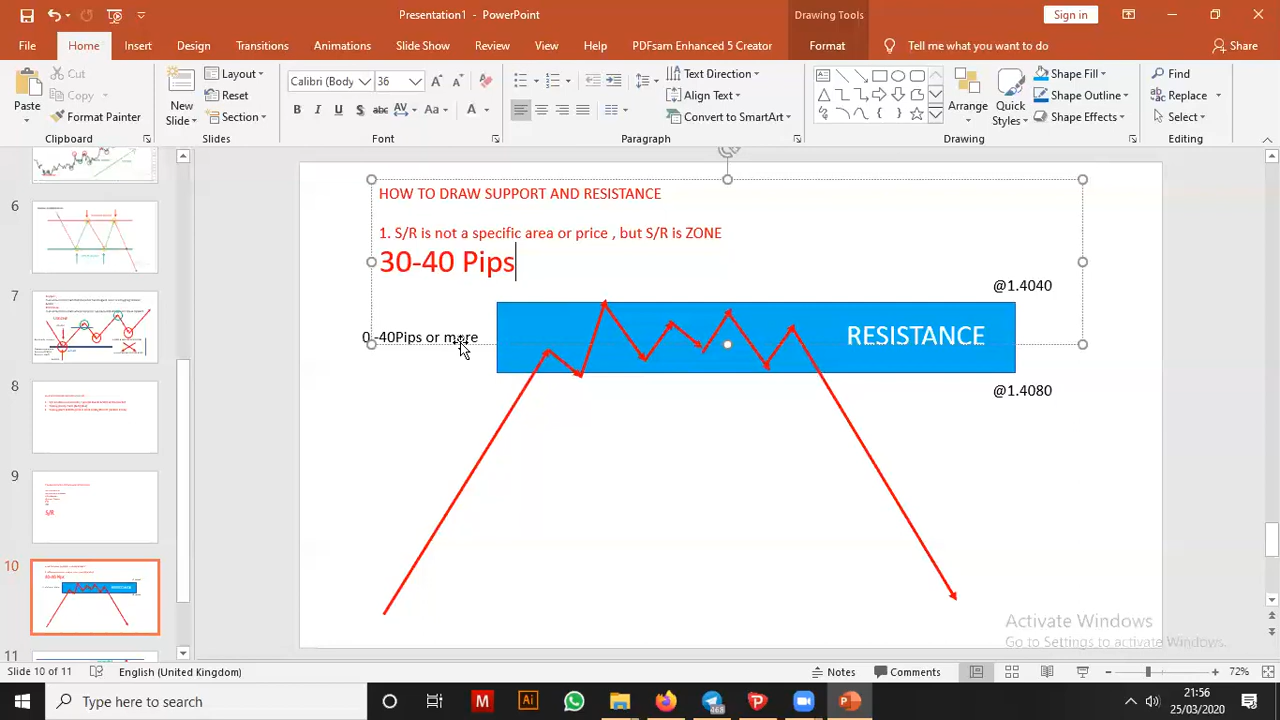 Presentation1 - PowerPoint
Drawing Tools
Sign in
File
Home
Insert
Design
Transitions
Animations
Slide Show
Review
View
Help
PDFsam Enhanced 5 Creator
Format
Tell me what you want to do
Share
Paste
Cut
Copy
Format Painter
Clipboard
New
Slide
Layout
Reset
Section
Slides
Calibri (Body
36
Font
Text Direction
Align Text
Convert to SmartArt
Paragraph
Arrange
Quick
Styles
Shape Fill
Shape Outline
Shape Effects
Drawing
Find
Replace
Select
Editing
6
7
8
9
10
11
HOW TO DRAW SUPPORT AND RESISTANCE
1. S/R is not a specific area or price , but S/R is ZONE
30-40 Pips
@1.4040
0 -40Pips or more
RESISTANCE
@1.4080
Activate Windows
Go to Settings to activate Windows.
Slide 10 of 11
English (United Kingdom)
Notes
Comments
72%
Type here to search
21:56
25/03/2020